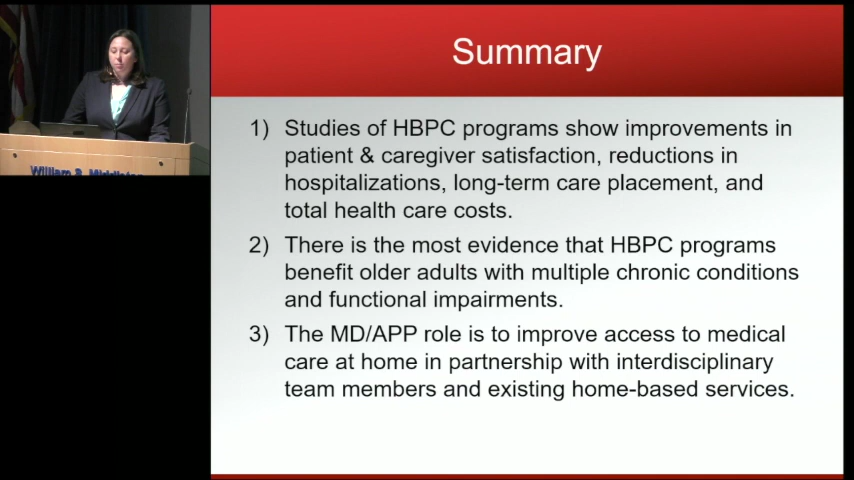 Summary
1) Studies of HBPC programs show improvements in
patient & caregiver satisfaction, reductions in
hospitalizations, long-term care placement, and
total health care costs.
2) There is the most evidence that HBPC programs
benefit older adults with multiple chronic conditions
and functional impairments.
3) The MD/APP role is to improve access to medical
care at home in partnership with interdisciplinary
team members and existing home-based services.
William S. Middleton